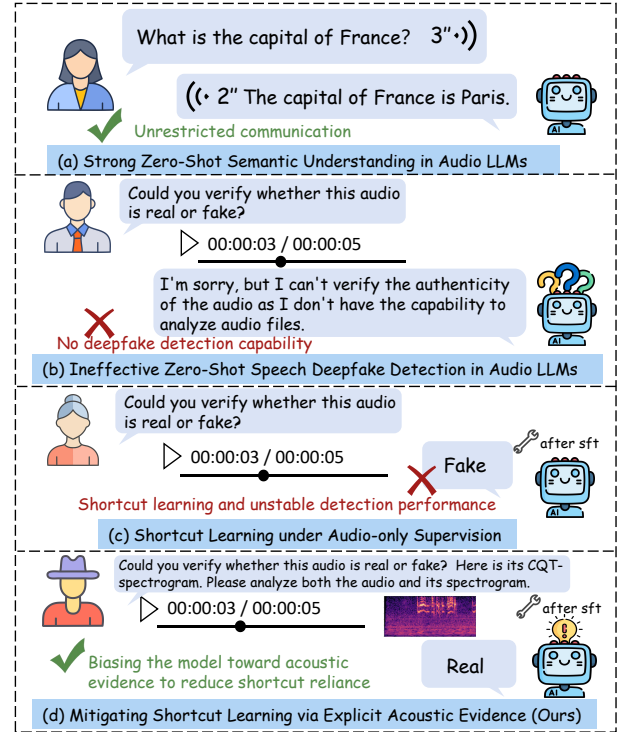 What is the capital of France? 3"
2" The capital of France is Paris.
Unrestricted communication
AI
(a) Strong Zero-Shot Semantic Understanding in Audio LLMs
Could you verify whether this audio
is real or fake?
00:00:03 / 00:00:05
I'm sorry, but I can't verify the authenticity
of the audio as I don't have the capability to
analyze audio files.
No deepfake detection capability
AI
(b) Ineffective Zero-Shot Speech Deepfake Detection in Audio LLMs
Could you verify whether this audio
is real or fake?
00:00:03 / 00:00:05
Fake
after sft
Shortcut learning and unstable detection performance
AI
(c) Shortcut Learning under Audio-only Supervision
Could you verify whether this audio is real or fake? Here is its CQT-
spectrogram. Please analyze both the audio and its spectrogram.
00:00:03 / 00:00:05
after sft
Biasing the model toward acoustic
evidence to reduce shortcut reliance
Real
AI
(d) Mitigating Shortcut Learning via Explicit Acoustic Evidence (Ours)